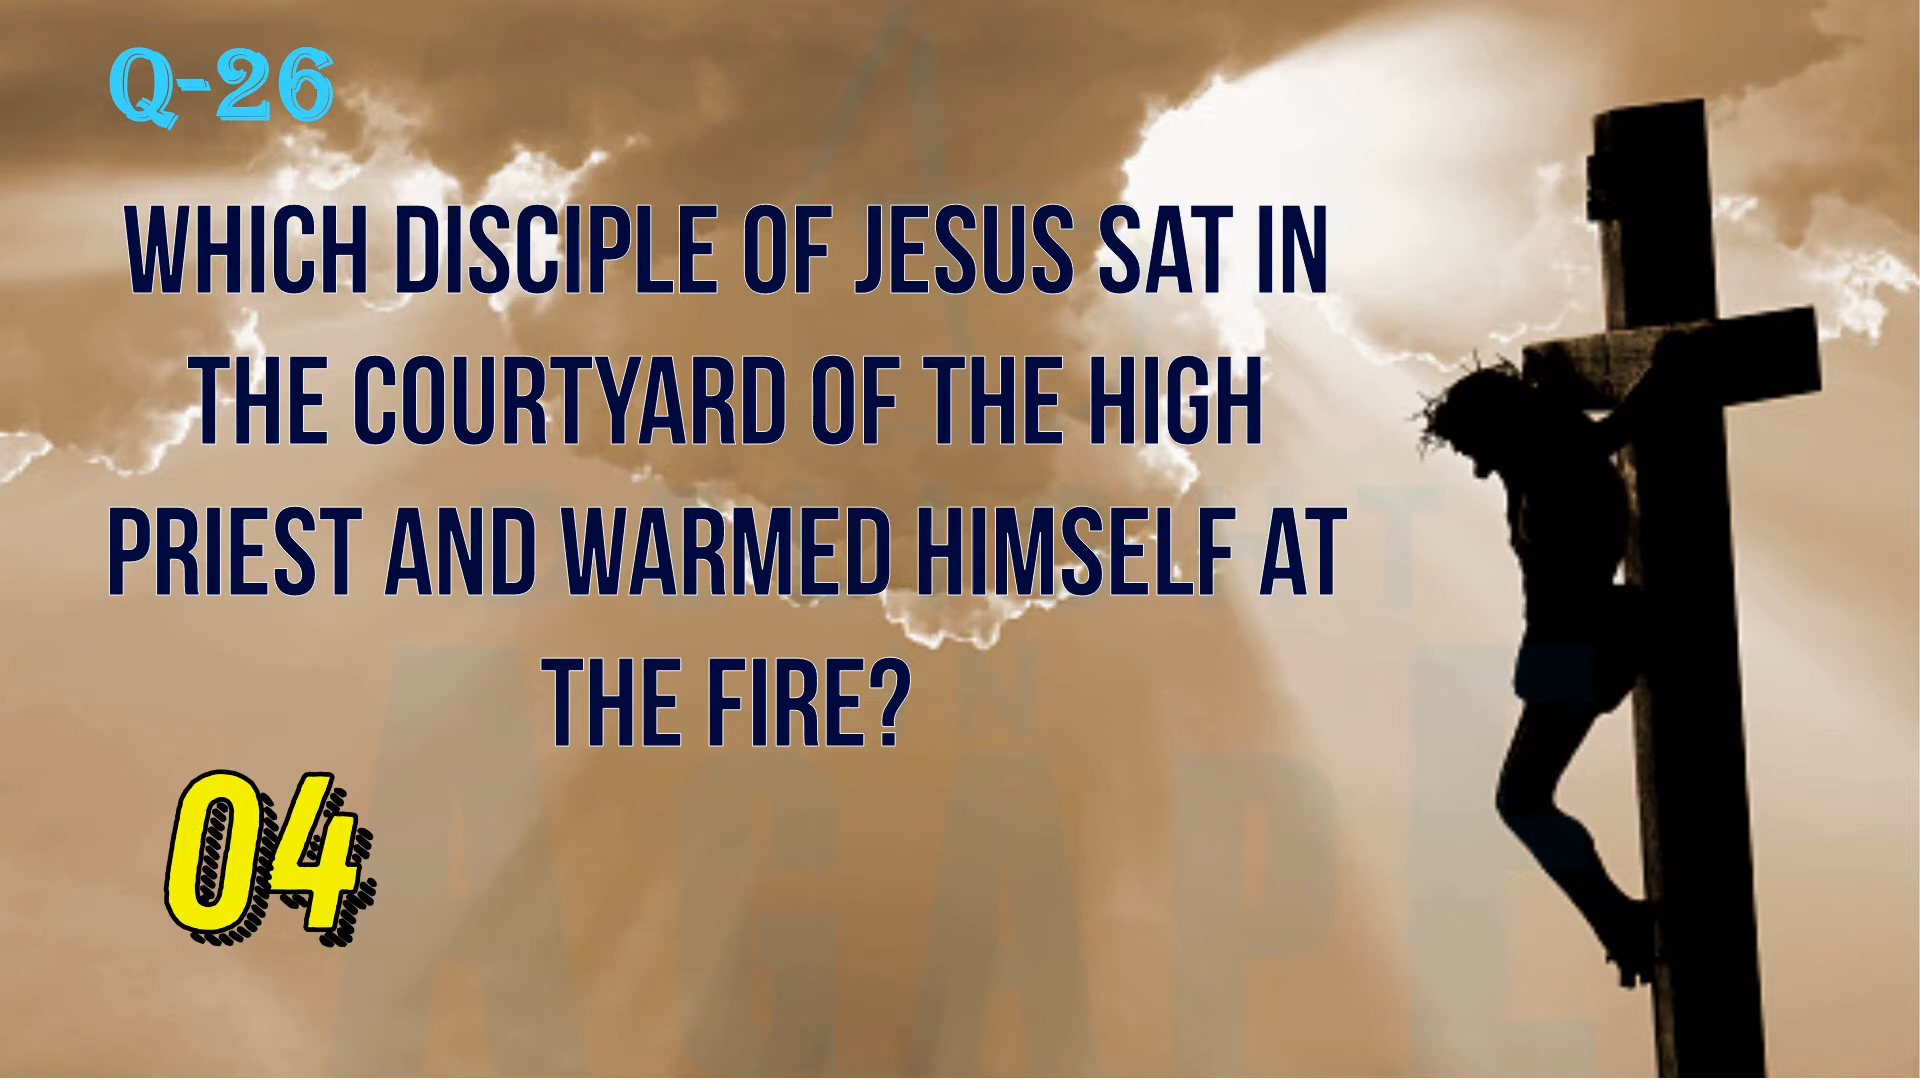 Q-26
WHICH DISCIPLE OF JESUS SAT IN
THE COURTYARD OF THE HIGH
PRIEST AND WARMED HIMSELF AT
THE FIRE?
04